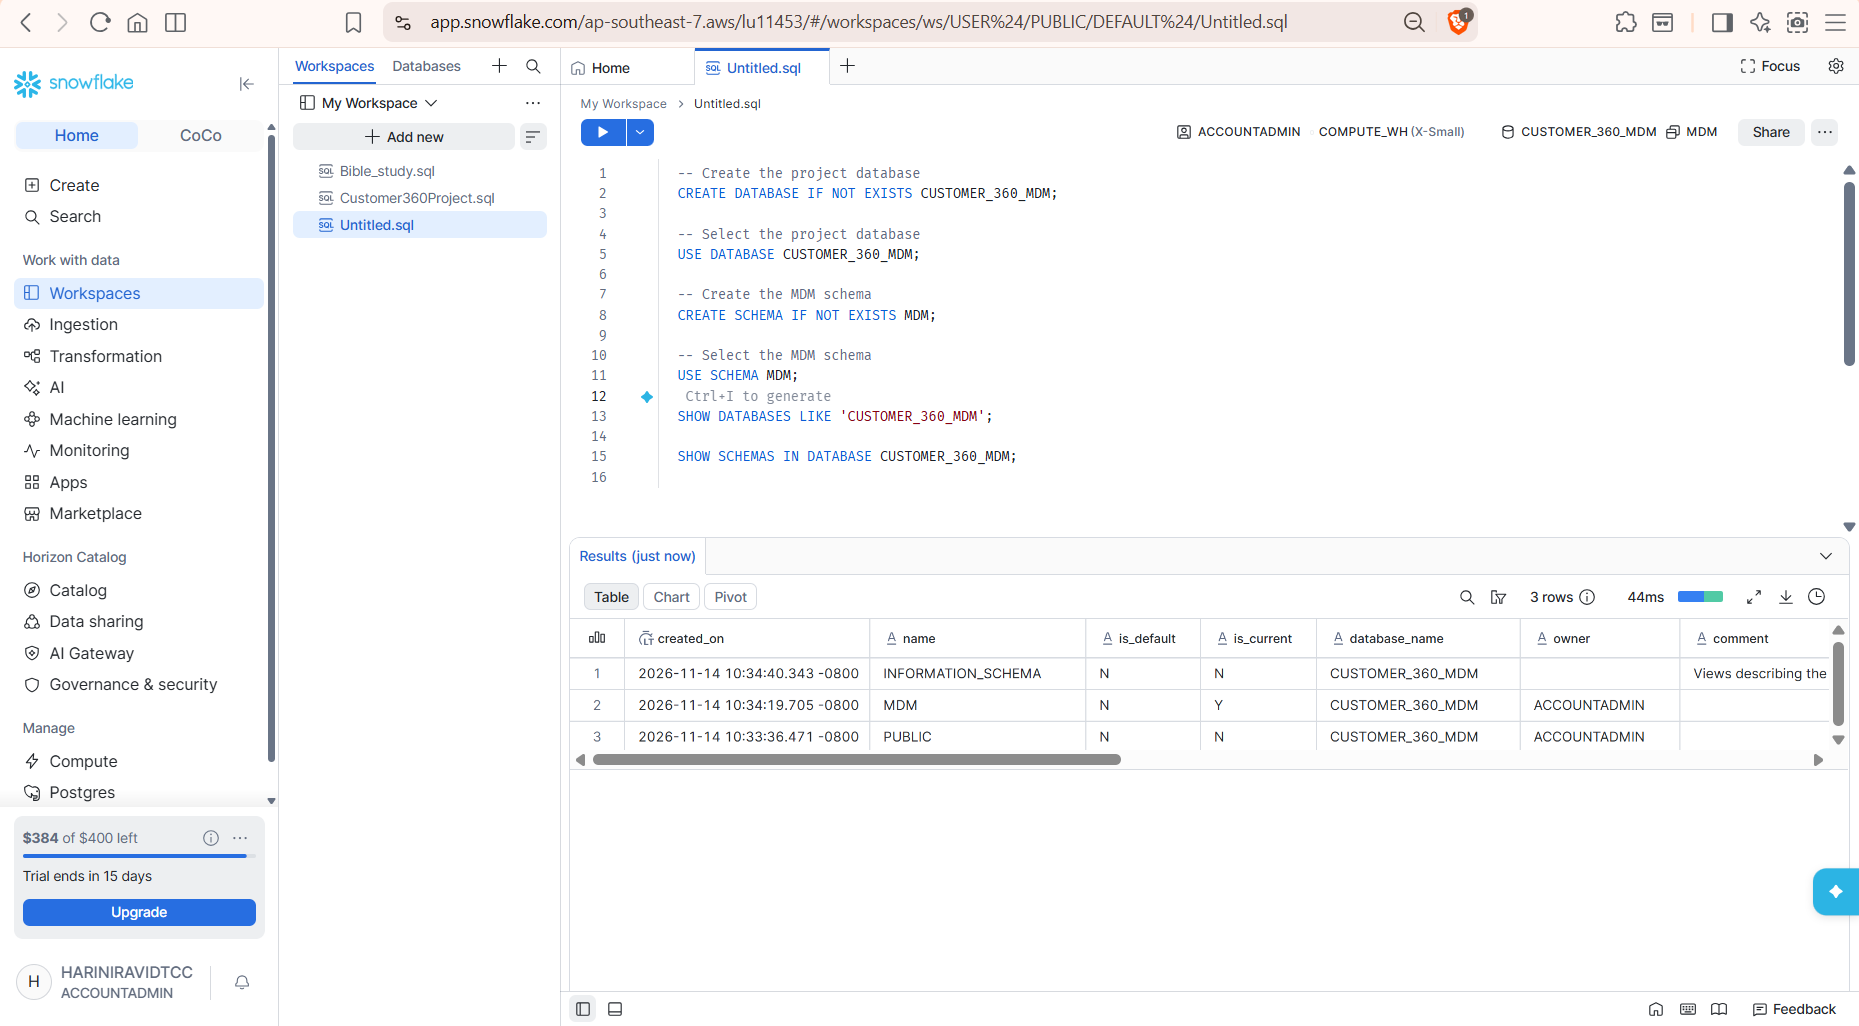 app.snowflake.com/ap-southeast-7.aws/lu11453/#/workspaces/ws/USER%24/PUBLIC/DEFAULT%24/Untitled.sql
1
snowflake
Home
CoCo
Create
Search
Work with data
Workspaces
Ingestion
Transformation
AI
Machine learning
Monitoring
Apps
Marketplace
Horizon Catalog
Catalog
Data sharing
AI Gateway
Governance & security
Manage
Compute
Postgres
$384 of $400 left
Trial ends in 15 days
Upgrade
H
HARINIRAVIDTCC
ACCOUNTADMIN
Workspaces
Databases
My Workspace
Add new
SQL Bible_study.sql
SQL Customer360Project.sql
SQL Untitled.sql
Home
SQL Untitled.sql
Focus
My Workspace > Untitled.sql
ACCOUNTADMIN
COMPUTE_WH (X-Small)
CUSTOMER_360_MDM
MDM
Share
1 -- Create the project database
2 CREATE DATABASE IF NOT EXISTS CUSTOMER_360_MDM;
3
4 -- Select the project database
5 USE DATABASE CUSTOMER_360_MDM;
6
7 -- Create the MDM schema
8 CREATE SCHEMA IF NOT EXISTS MDM;
9
10 -- Select the MDM schema
11 USE SCHEMA MDM;
12 Ctrl+I to generate
13 SHOW DATABASES LIKE 'CUSTOMER_360_MDM';
14
15 SHOW SCHEMAS IN DATABASE CUSTOMER_360_MDM;
16
Results (just now)
Table
Chart
Pivot
3 rows
44ms
created_on A name A is_default A is_current A database_name A owner A comment
1 2026-11-14 10:34:40.343 -0800 INFORMATION_SCHEMA N N CUSTOMER_360_MDM Views describing the
2 2026-11-14 10:34:19.705 -0800 MDM N Y CUSTOMER_360_MDM ACCOUNTADMIN
3 2026-11-14 10:33:36.471 -0800 PUBLIC N N CUSTOMER_360_MDM ACCOUNTADMIN
Feedback